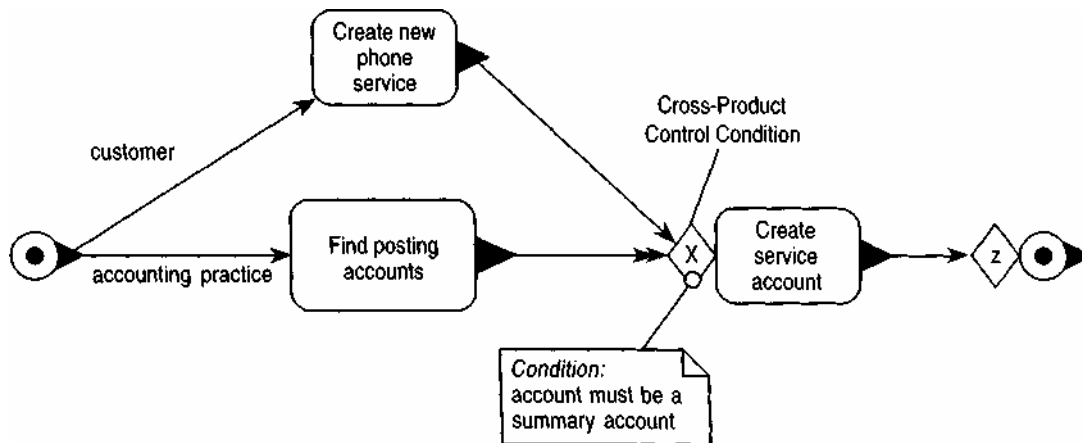 Create new
phone
service
Cross-Product
Control Condition
customer
Find posting
accounts
accounting practice
X
Create
service
account
z
Condition:
account must be a
summary account